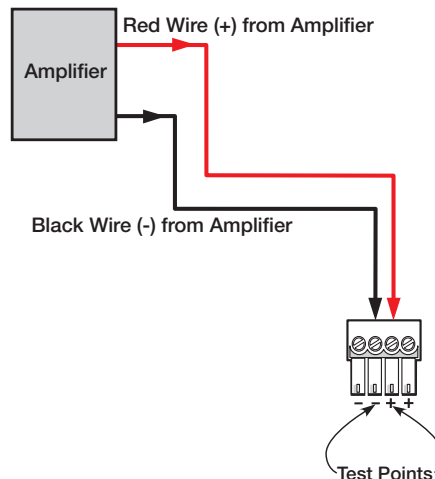 Red Wire (+) from Amplifier
Amplifier
Black Wire (-) from Amplifier
- - + +
Test Points: